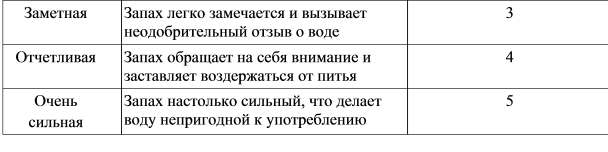 Заметная Запах легко замечается и вызывает 3
неодобрительный отзыв о воде
Отчетливая Запах обращает на себя внимание и 4
заставляет воздержаться от питья
Очень Запах настолько сильный, что делает 5
сильная воду непригодной к употреблению